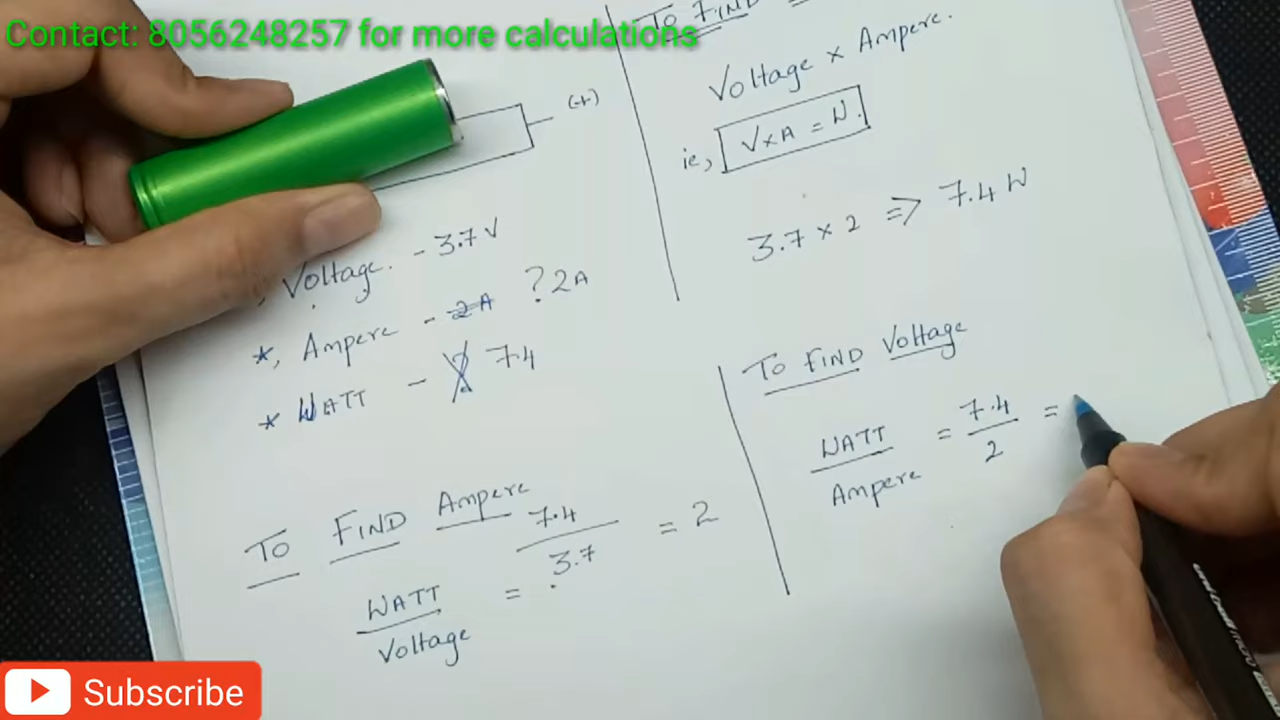 Contact: 8056248257 for more calculations
(+)
Voltage. - 3.7 V
*, Ampere - 2A ? 2A
* WATT - 7.4
TO FIND Ampere
WATT
Voltage
=
7.4
3.7
= 2
TO FIND
Voltage × Ampere.
ie, V×A = W.
3.7 × 2 => 7.4 W
TO FIND Voltage
WATT
Ampere
=
7.4
2
=
uni
Subscribe